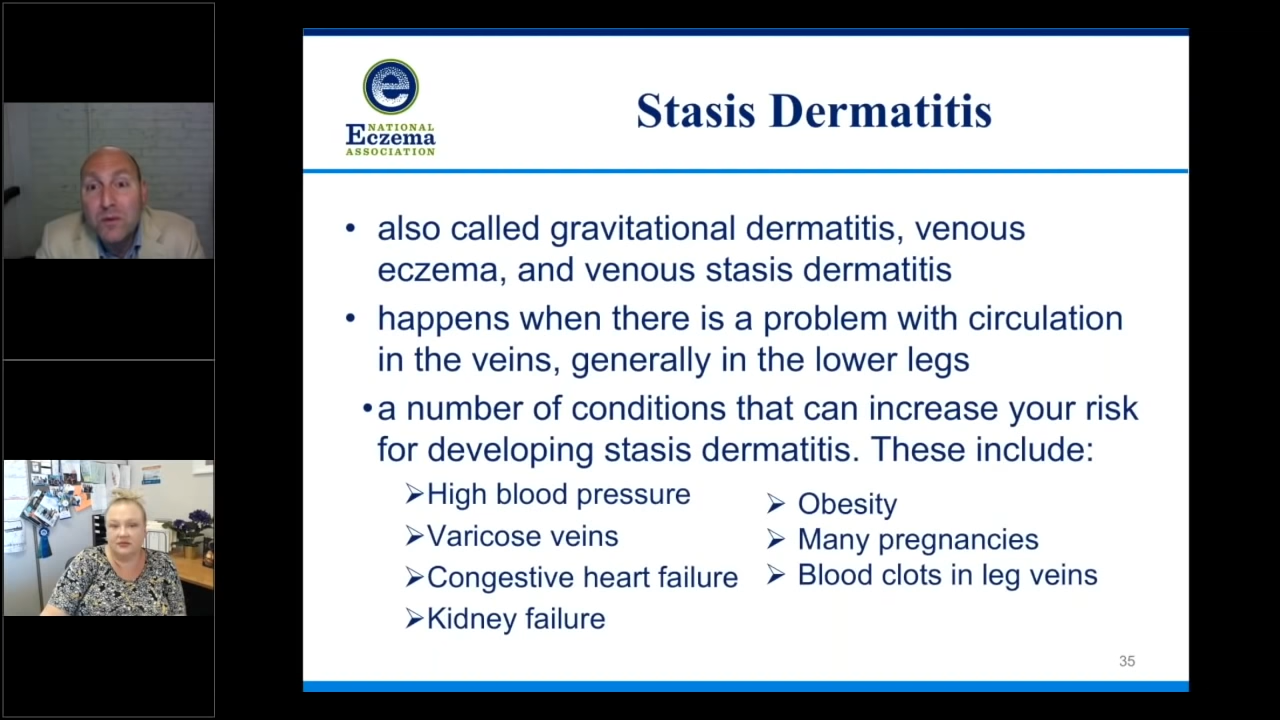 NATIONAL
Eczema
ASSOCIATION
Stasis Dermatitis
• also called gravitational dermatitis, venous
eczema, and venous stasis dermatitis
• happens when there is a problem with circulation
in the veins, generally in the lower legs
• a number of conditions that can increase your risk
for developing stasis dermatitis. These include:
➢High blood pressure
➢Varicose veins
➢Congestive heart failure
➢Kidney failure
➢ Obesity
➢ Many pregnancies
➢ Blood clots in leg veins
35